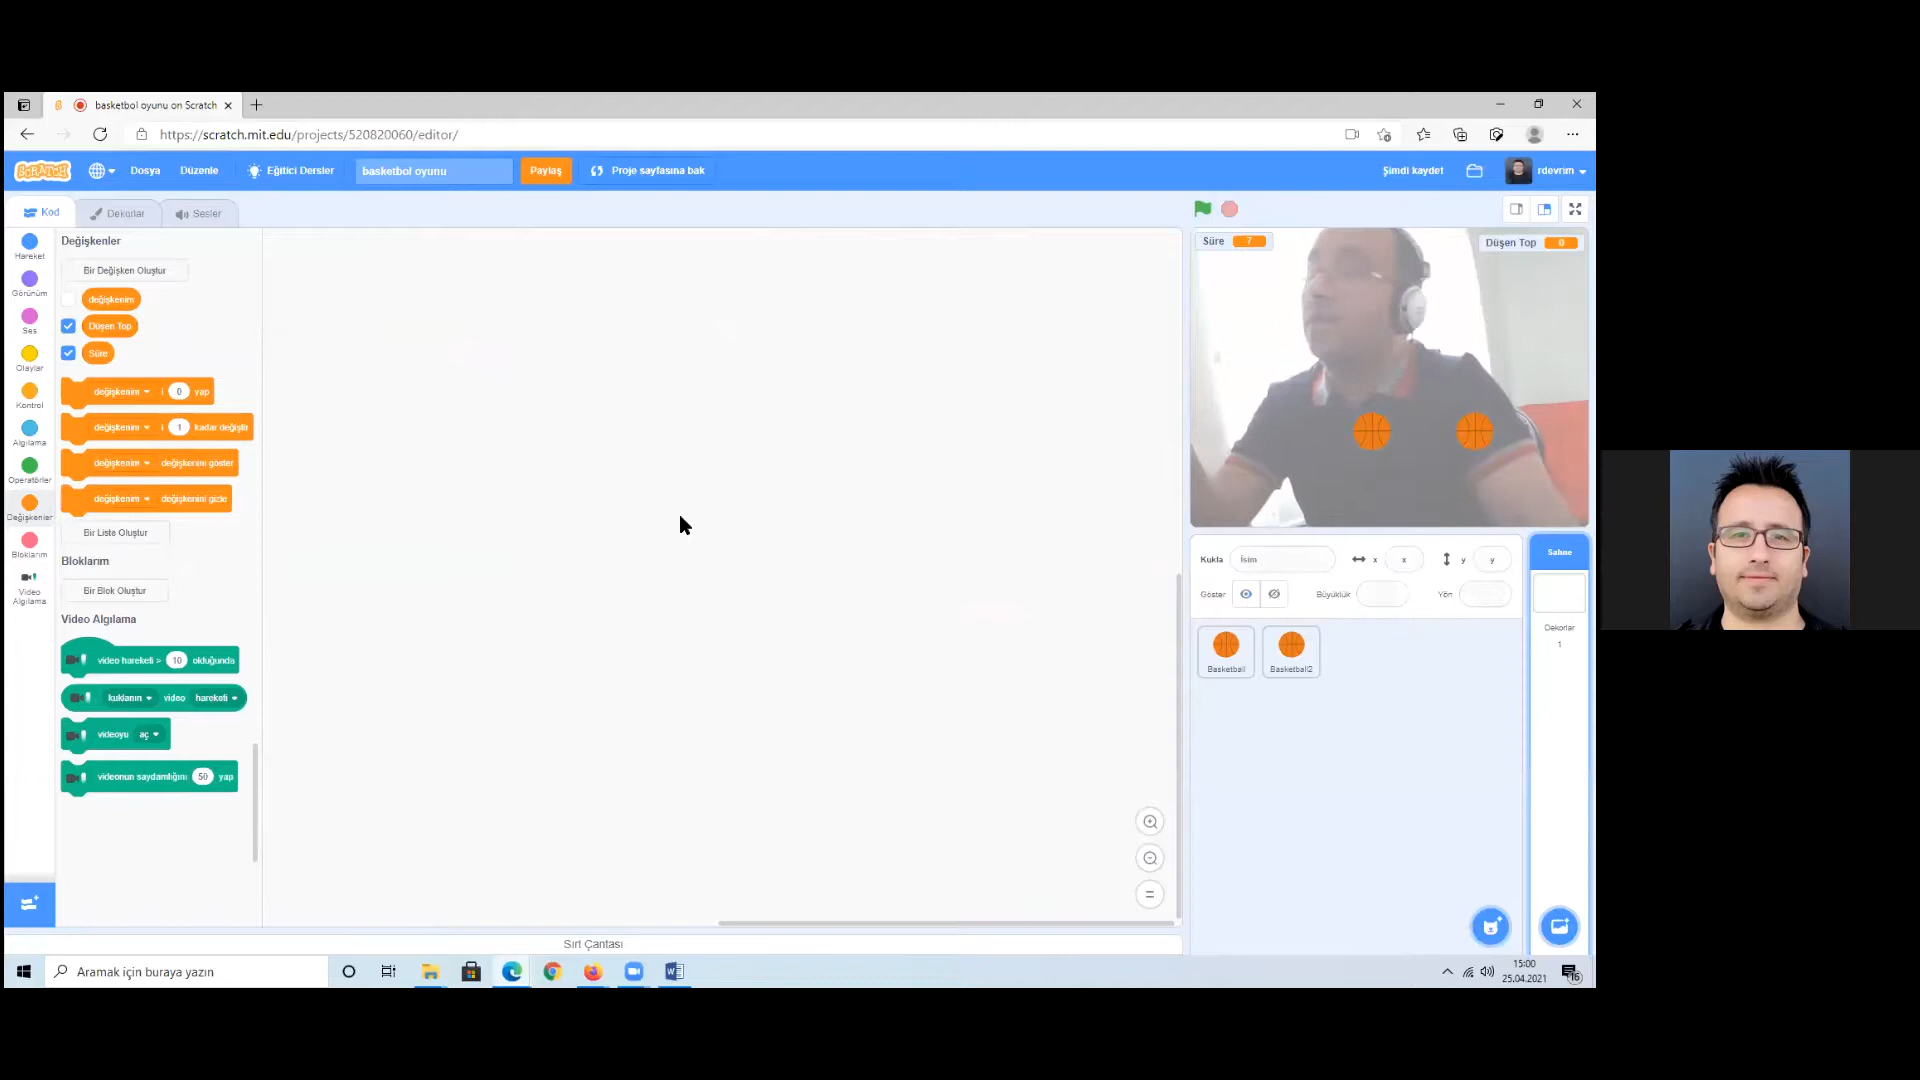 basketbol oyunu on Scratch
https://scratch.mit.edu/projects/520820060/editor/
SCRATCH
Dosya
Düzenle
Eğitici Dersler
basketbol oyunu
Paylaş
Proje sayfasına bak
Şimdi kaydet
rdevrim
Kod
Dekorlar
Sesler
Hareket
Görünüm
Ses
Olaylar
Kontrol
Algılama
Operatörler
Değişkenler
Bloklarım
Video
Algılama
Değişkenler
Bir Değişken Oluştur
değişkenim
Düşen Top
Süre
değişkenim i 0 yap
değişkenim i 1 kadar değiştir
değişkenim değişkenini göster
değişkenim değişkenini gizle
Bir Liste Oluştur
Bloklarım
Bir Blok Oluştur
Video Algılama
video hareketi > 10 olduğunda
kuklanın video hareketi
videoyu aç
videonun saydamlığını 50 yap
Sırt Çantası
Süre 7
Düşen Top 0
Kukla İsim x x y y
Göster Büyüklük Yön
Basketball
Basketball2
Sahne
Dekorlar
1
Aramak için buraya yazın
15:00
25.04.2021
16